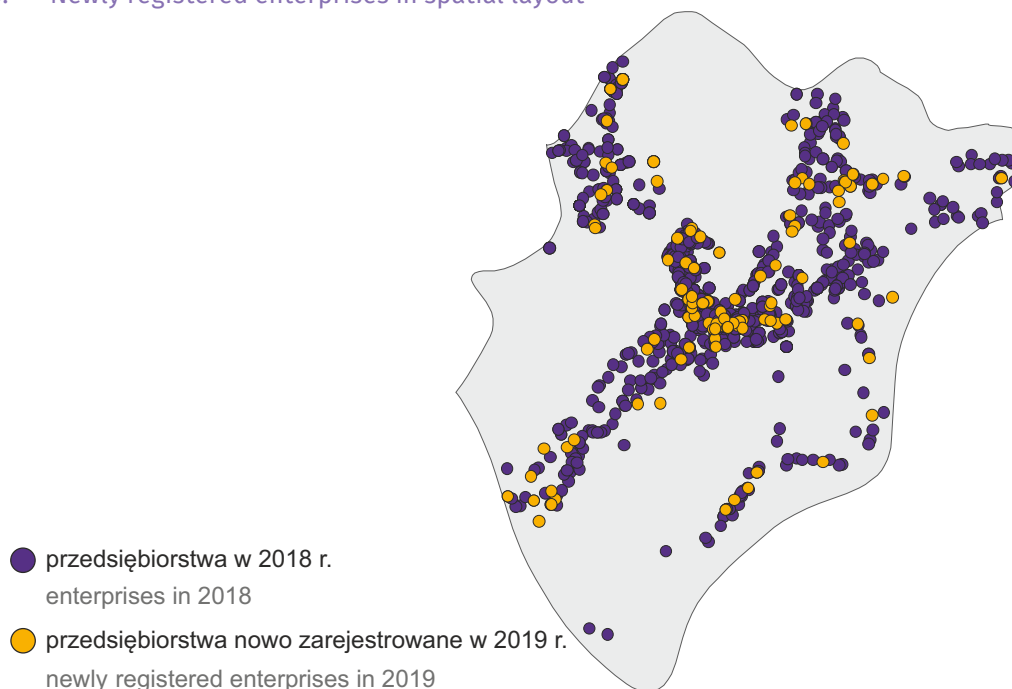 Newly registered enterprises in spatial layout
przedsiębiorstwa w 2018 r.
enterprises in 2018
przedsiębiorstwa nowo zarejestrowane w 2019 r.
newly registered enterprises in 2019